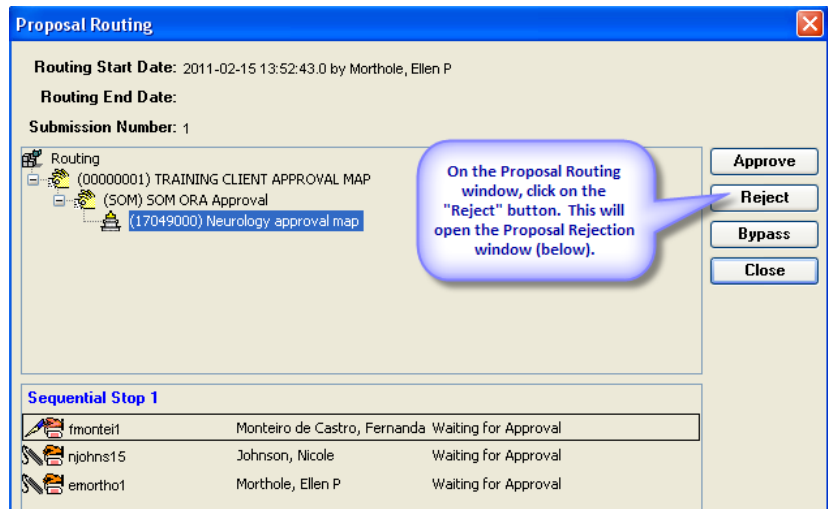 Proposal Routing
Routing Start Date: 2011-02-15 13:52:43.0 by Morthole, Ellen P
Routing End Date:
Submission Number: 1
Routing
(00000001) TRAINING CLIENT APPROVAL MAP
(SOM) SOM ORA Approval
(17049000) Neurology approval map
On the Proposal Routing
window, click on the
"Reject" button. This will
open the Proposal Rejection
window (below).
Approve
Reject
Bypass
Close
Sequential Stop 1
fmontei1 Monteiro de Castro, Fernanda Waiting for Approval
njohns15 Johnson, Nicole Waiting for Approval
emortho1 Morthole, Ellen P Waiting for Approval